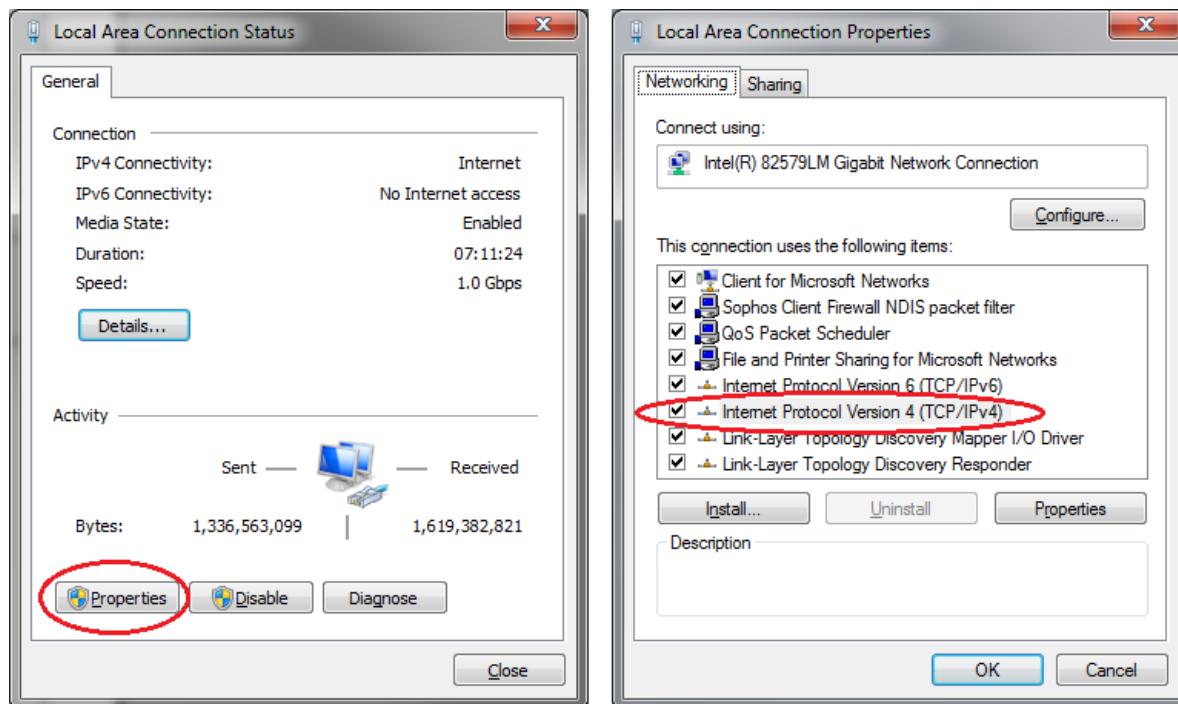 Local Area Connection Status
General
Connection
IPv4 Connectivity: Internet
IPv6 Connectivity: No Internet access
Media State: Enabled
Duration: 07:11:24
Speed: 1.0 Gbps
Details...
Activity
Sent Received
Bytes: 1,336,563,099 1,619,382,821
Properties Disable Diagnose
Close
Local Area Connection Properties
Networking Sharing
Connect using:
Intel(R) 82579LM Gigabit Network Connection
Configure...
This connection uses the following items:
Client for Microsoft Networks
Sophos Client Firewall NDIS packet filter
QoS Packet Scheduler
File and Printer Sharing for Microsoft Networks
Internet Protocol Version 6 (TCP/IPv6)
Internet Protocol Version 4 (TCP/IPv4)
Link-Layer Topology Discovery Mapper I/O Driver
Link-Layer Topology Discovery Responder
Install... Uninstall Properties
Description
OK Cancel